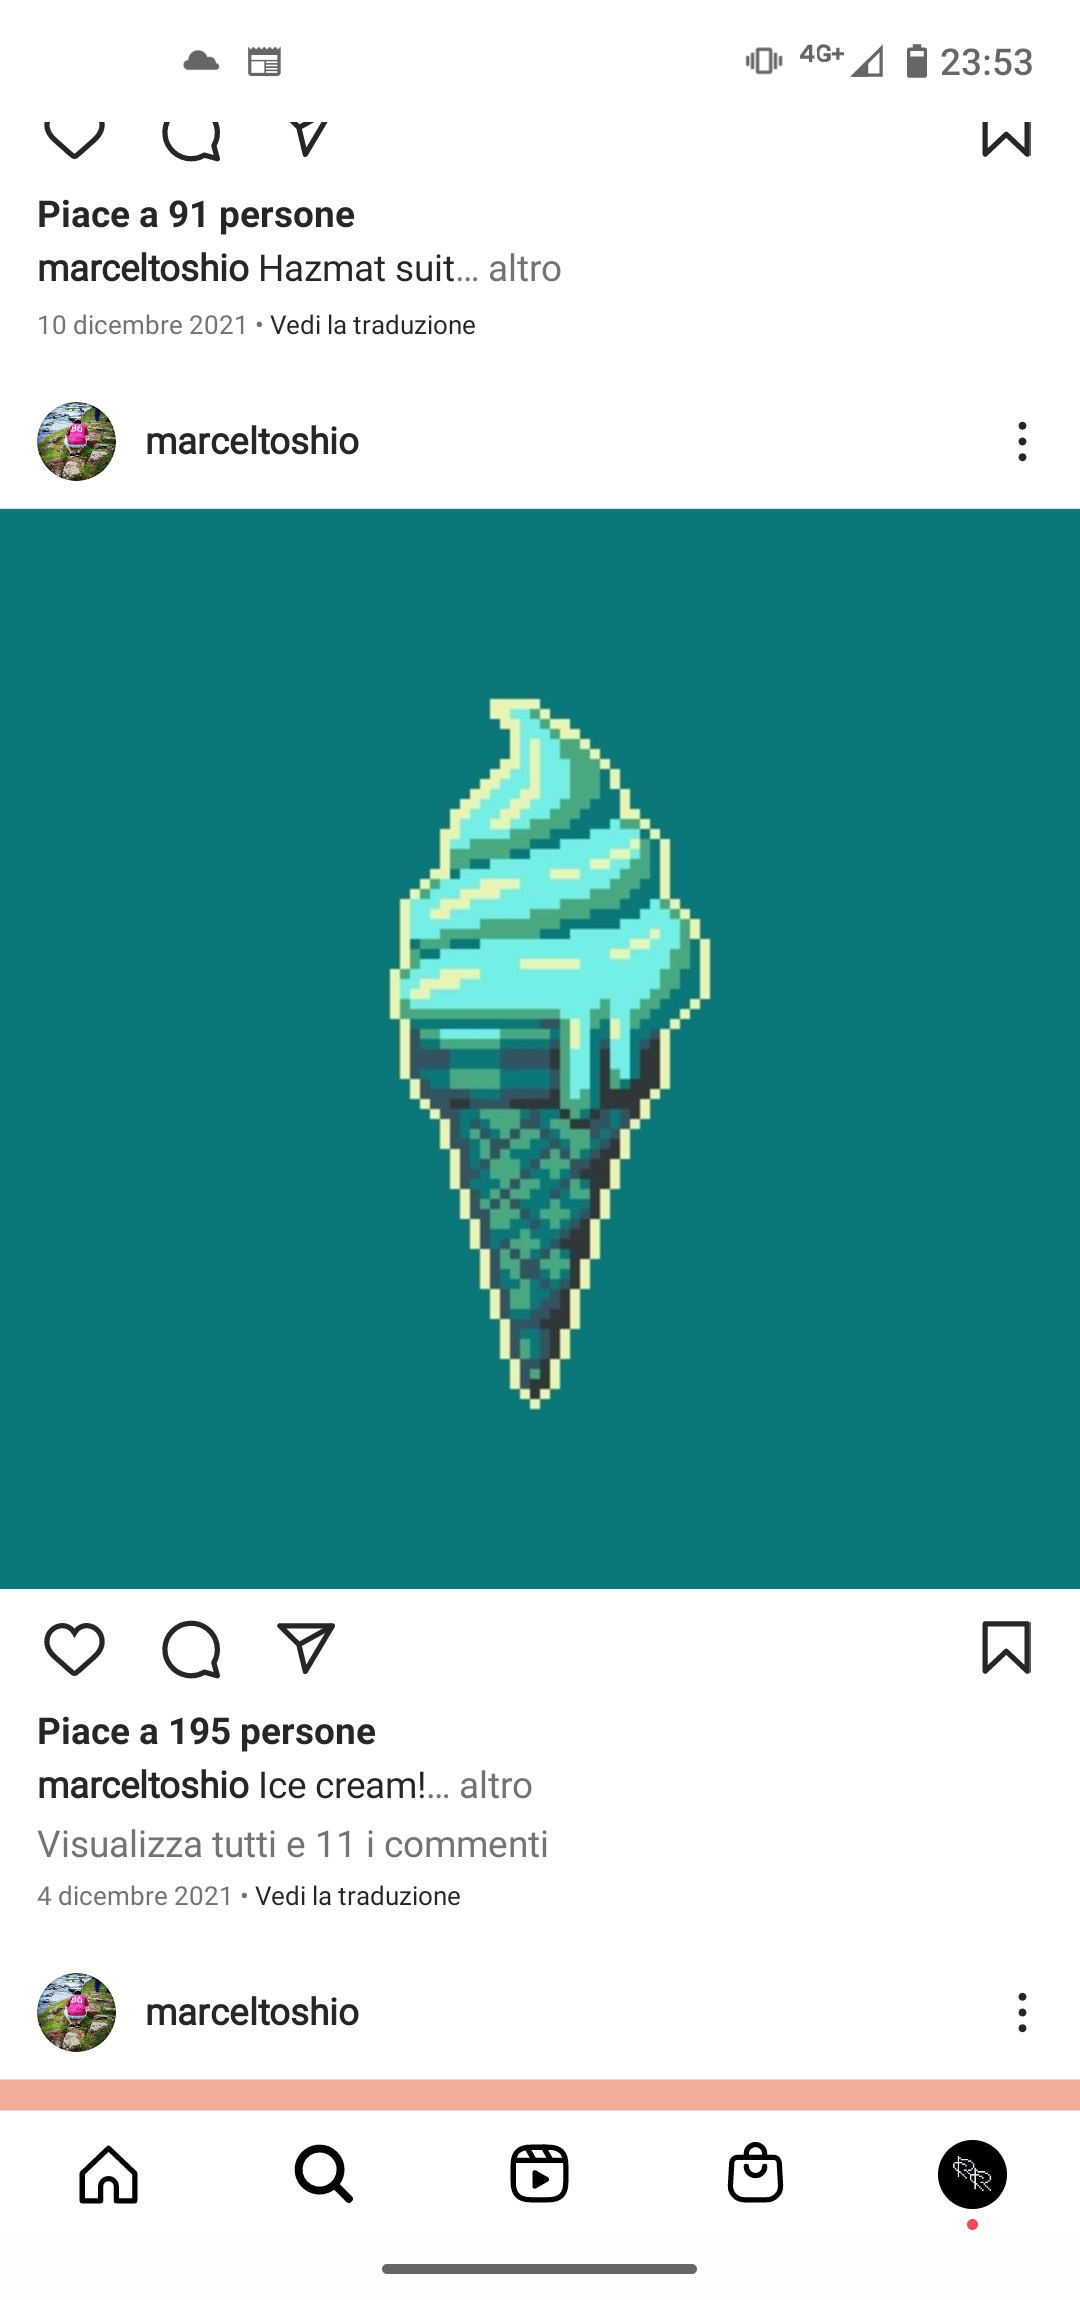 4G+ 23:53
Piace a 91 persone
marceltoshio Hazmat suit... altro
10 dicembre 2021 • Vedi la traduzione
marceltoshio
Piace a 195 persone
marceltoshio Ice cream!... altro
Visualizza tutti e 11 i commenti
4 dicembre 2021 • Vedi la traduzione
marceltoshio